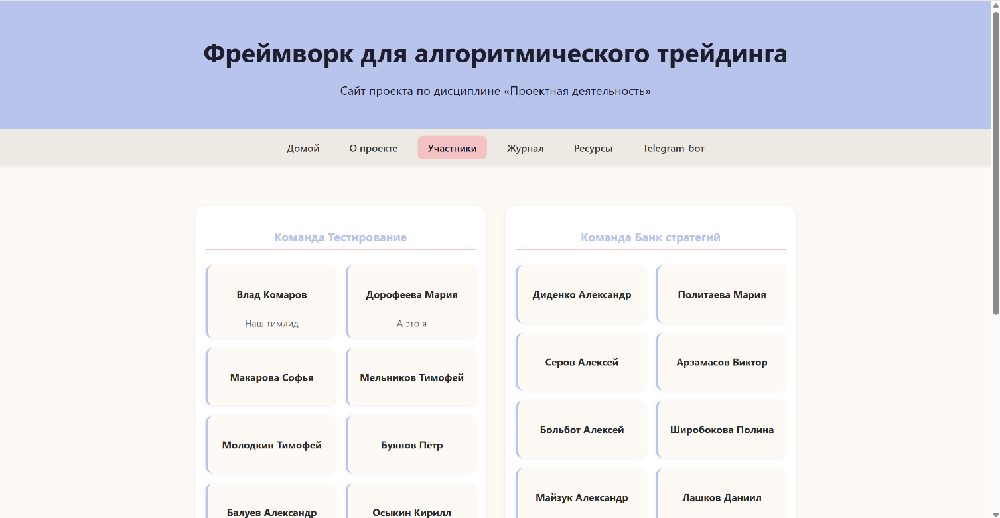 Фреймворк для алгоритмического трейдинга
Сайт проекта по дисциплине «Проектная деятельность»
Домой О проекте Участники Журнал Ресурсы Telegram-бот
Команда Тестирование
Влад Комаров Дорофеева Мария
Наш тимлид А это я
Макарова Софья Мельников Тимофей
Молодкин Тимофей Буянов Пётр
Балуев Александр Осыкин Кирилл
Команда Банк стратегий
Диденко Александр Политаева Мария
Серов Алексей Арзамасов Виктор
Больбот Алексей Широбокова Полина
Майзук Александр Лашков Даниил